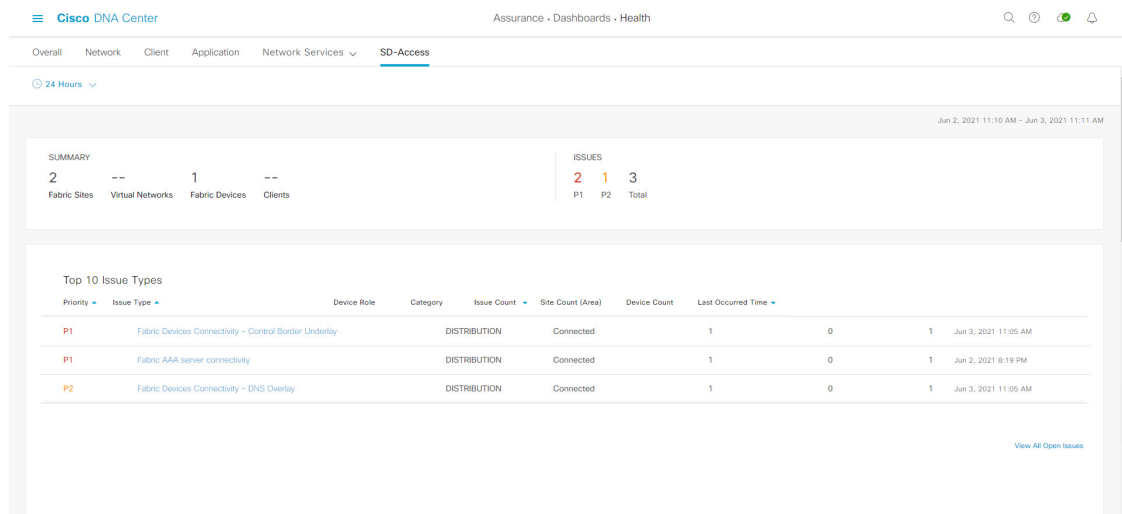 Cisco DNA Center
Assurance • Dashboards • Health
Overall Network Client Application Network Services SD-Access
24 Hours
Jun 2, 2021 11:10 AM - Jun 3, 2021 11:11 AM
SUMMARY
2 -- 1 --
Fabric Sites Virtual Networks Fabric Devices Clients
ISSUES
2 1 3
P1 P2 Total
Top 10 Issue Types
Priority Issue Type Device Role Category Issue Count Site Count (Area) Device Count Last Occurred Time
P1 Fabric Devices Connectivity - Control Border Underlay DISTRIBUTION Connected 1 0 1 Jun 3, 2021 11:05 AM
P1 Fabric AAA server connectivity DISTRIBUTION Connected 1 0 1 Jun 2, 2021 8:19 PM
P2 Fabric Devices Connectivity - DNS Overlay DISTRIBUTION Connected 1 0 1 Jun 3, 2021 11:05 AM
View All Open Issues